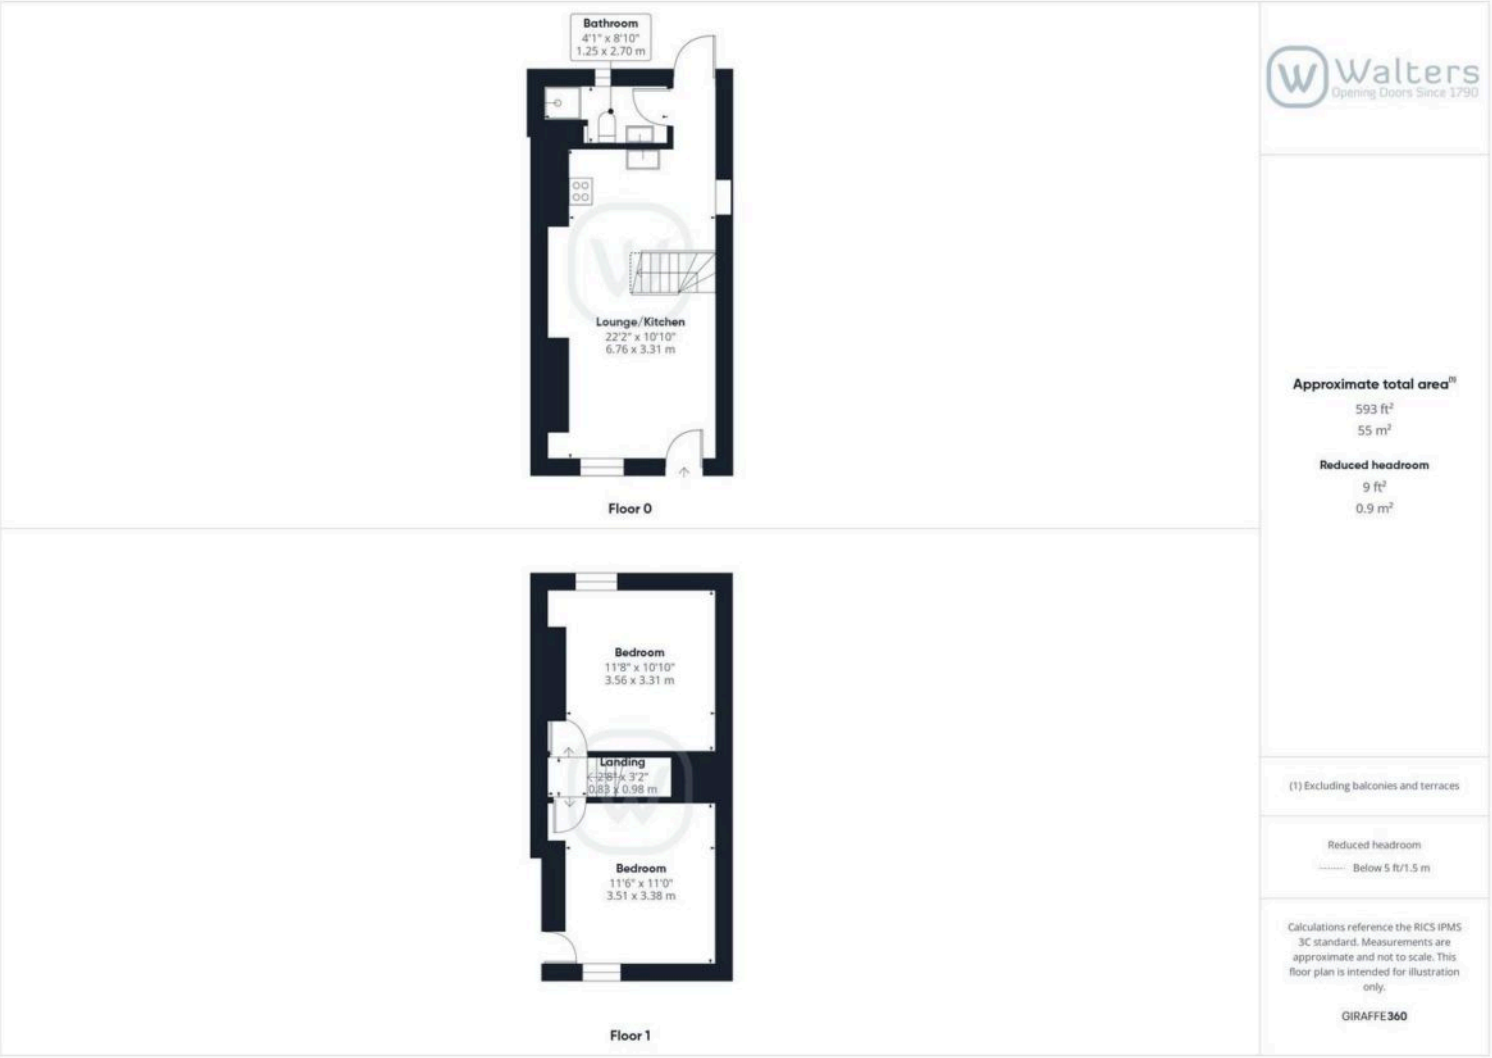 Bathroom
4'1" x 8'10"
1.25 x 2.70 m
Lounge/Kitchen
22'2" x 10'10"
6.76 x 3.31 m
Floor 0
Bedroom
11'8" x 10'10"
3.56 x 3.31 m
Landing
2'8" x 3'2"
0.83 x 0.98 m
Bedroom
11'6" x 11'0"
3.51 x 3.38 m
Floor 1
W Walters
Opening Doors Since 1790
Approximate total area(1)
593 ft²
55 m²
Reduced headroom
9 ft²
0.9 m²
(1) Excluding balconies and terraces
Reduced headroom
Below 5 ft/1.5 m
Calculations reference the RICS IPMS
3C standard. Measurements are
approximate and not to scale. This
floor plan is intended for illustration
only.
GIRAFFE360